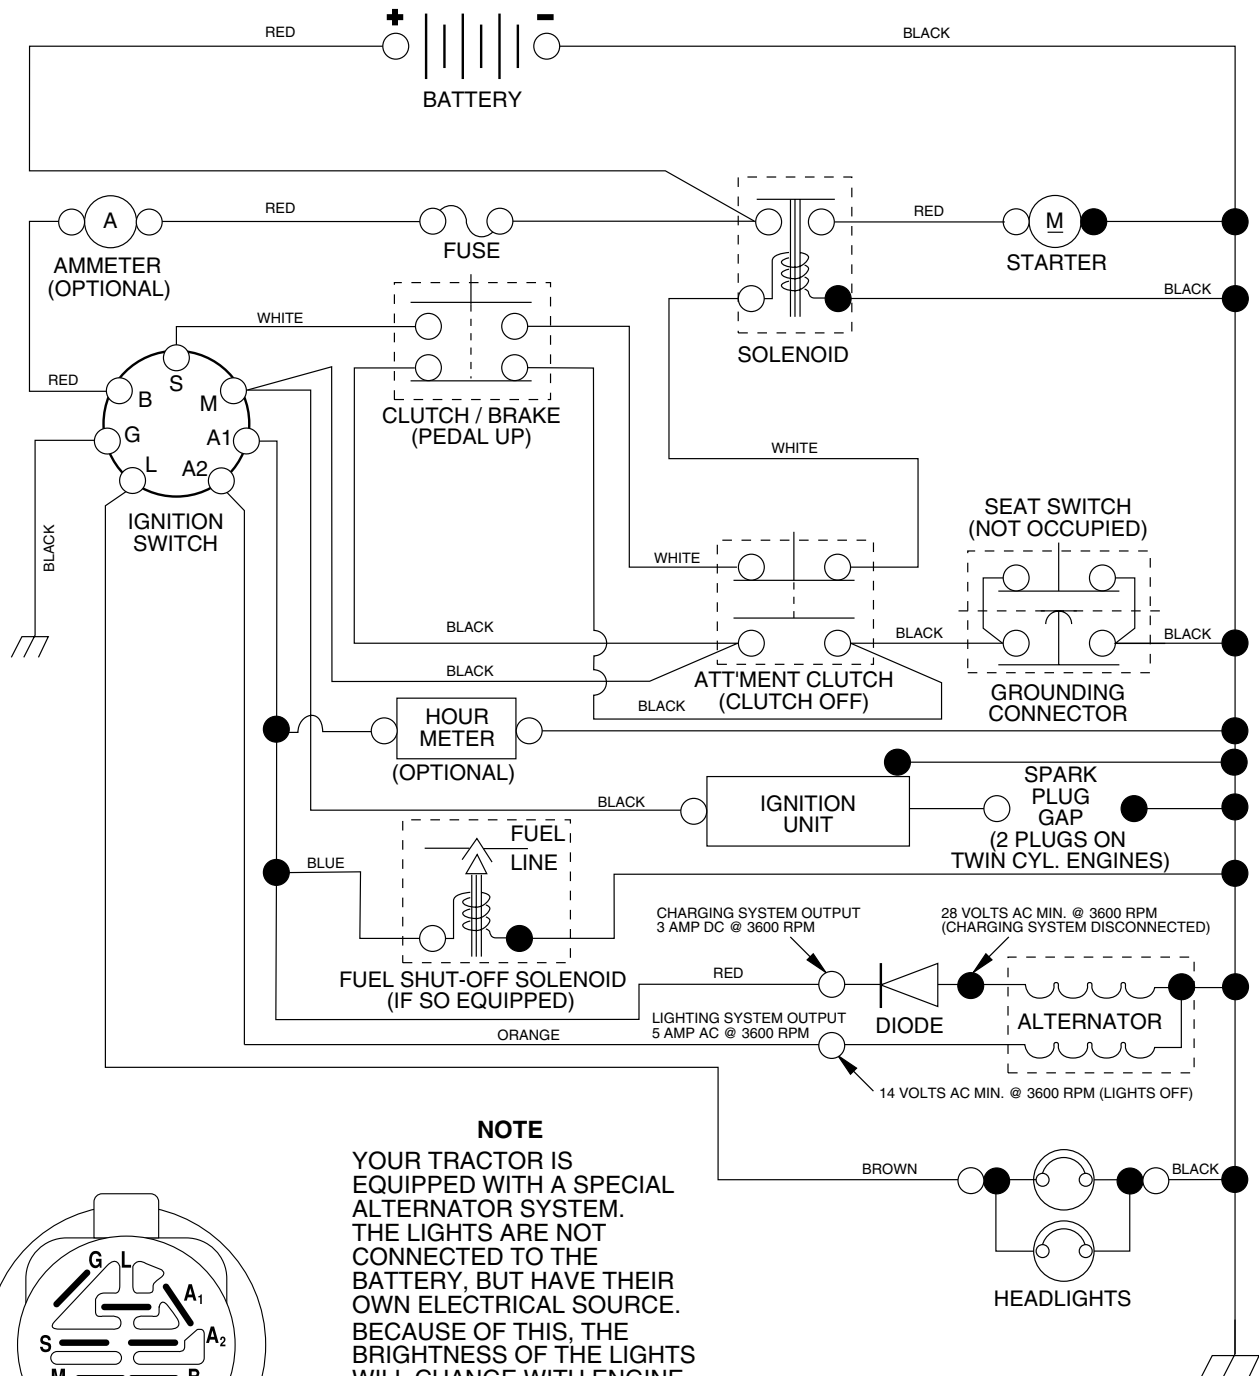 + -
RED
BLACK
BATTERY
A
RED
FUSE
RED
M
STARTER
AMMETER
(OPTIONAL)
BLACK
WHITE
SOLENOID
RED
S
B
M
G
A1
L
A2
CLUTCH / BRAKE
(PEDAL UP)
IGNITION
SWITCH
BLACK
WHITE
SEAT SWITCH
(NOT OCCUPIED)
WHITE
BLACK
BLACK
BLACK
BLACK
ATT'MENT CLUTCH
(CLUTCH OFF)
GROUNDING
CONNECTOR
BLACK
HOUR
METER
(OPTIONAL)
BLACK
IGNITION
UNIT
SPARK
PLUG
GAP
(2 PLUGS ON
TWIN CYL. ENGINES)
FUEL
LINE
BLUE
FUEL SHUT-OFF SOLENOID
(IF SO EQUIPPED)
CHARGING SYSTEM OUTPUT
3 AMP DC @ 3600 RPM
28 VOLTS AC MIN. @ 3600 RPM
(CHARGING SYSTEM DISCONNECTED)
RED
DIODE
ALTERNATOR
LIGHTING SYSTEM OUTPUT
5 AMP AC @ 3600 RPM
ORANGE
14 VOLTS AC MIN. @ 3600 RPM (LIGHTS OFF)
BROWN
BLACK
HEADLIGHTS
NOTE
YOUR TRACTOR IS
EQUIPPED WITH A SPECIAL
ALTERNATOR SYSTEM.
THE LIGHTS ARE NOT
CONNECTED TO THE
BATTERY, BUT HAVE THEIR
OWN ELECTRICAL SOURCE.
BECAUSE OF THIS, THE
BRIGHTNESS OF THE LIGHTS
WILL CHANGE WITH ENGINE
G L
A1
A2
S
M B